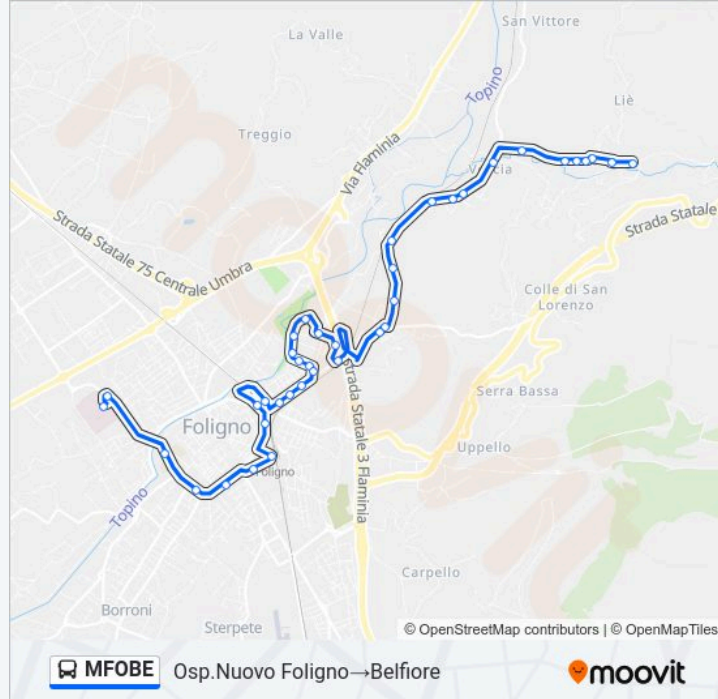 San Vittore
La Valle
Topino
Liè
Treggio
Via Flaminia
Strada Statale
Strada Statale 75 Centrale Umbra
Colle di San
Lorenzo
Strada Statale 3 Flaminia
Serra Bassa
Foligno
Uppello
Foligno
Topino
Carpello
Borroni
Sterpete
© OpenStreetMap contributors | © OpenMapTiles
MFOBE Osp.Nuovo Foligno→Belfiore
moovit